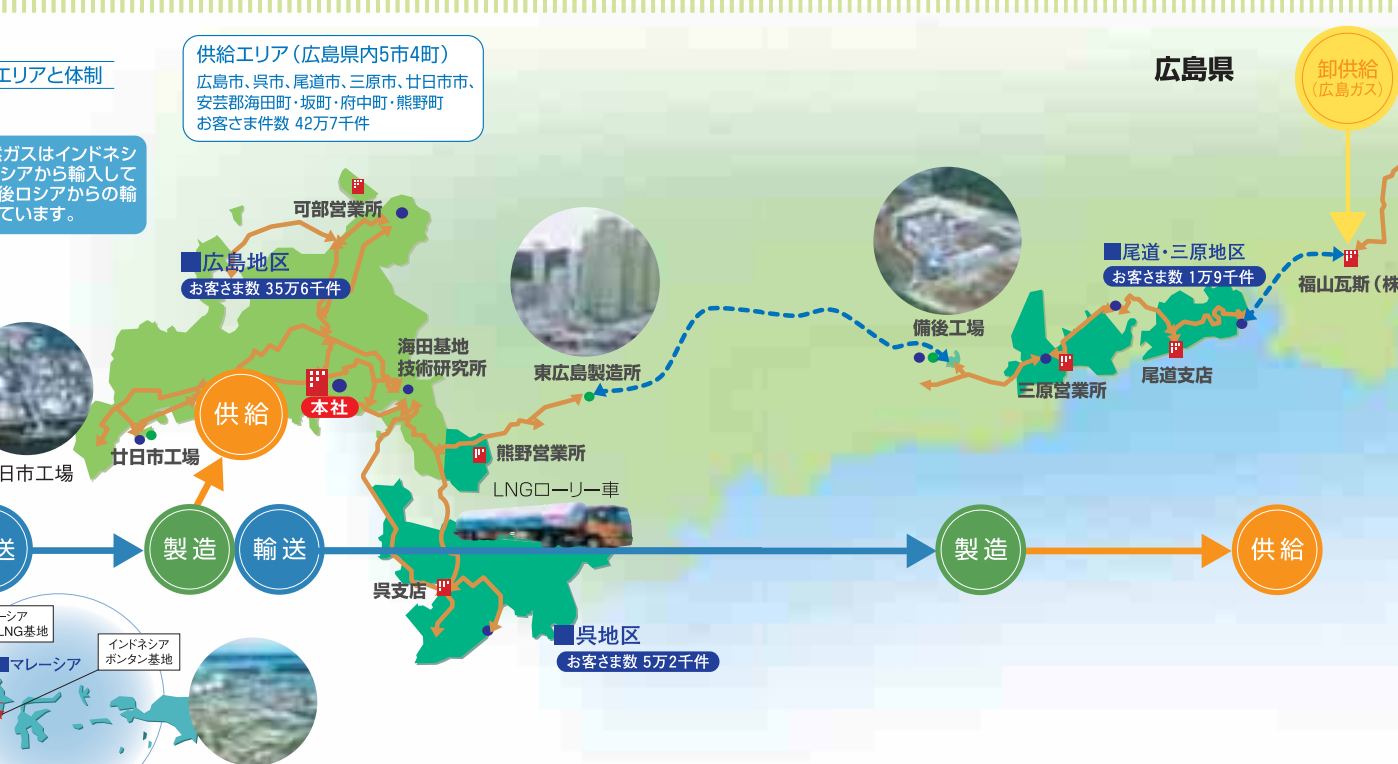 エリアと体制
供給エリア（広島県内5市4町）
広島市、呉市、尾道市、三原市、廿日市市、
安芸郡海田町・坂町・府中町・熊野町
お客さま件数 42万7千件
広島県
卸供給
（広島ガス）
ガスはインドネシ
シアから輸入して
後ロシアからの輸
ています。
可部営業所
■広島地区
お客さま数 35万6千件
■尾道・三原地区
お客さま数 1万9千件
福山瓦斯（株
備後工場
海田基地
技術研究所
東広島製造所
三原営業所
尾道支店
本社
供給
廿日市工場
日市工場
熊野営業所
LNGローリー車
送
製造
輸送
製造
供給
呉支店
■呉地区
お客さま数 5万2千件
ーシア
LNG基地
インドネシア
ボンタン基地
■マレーシア